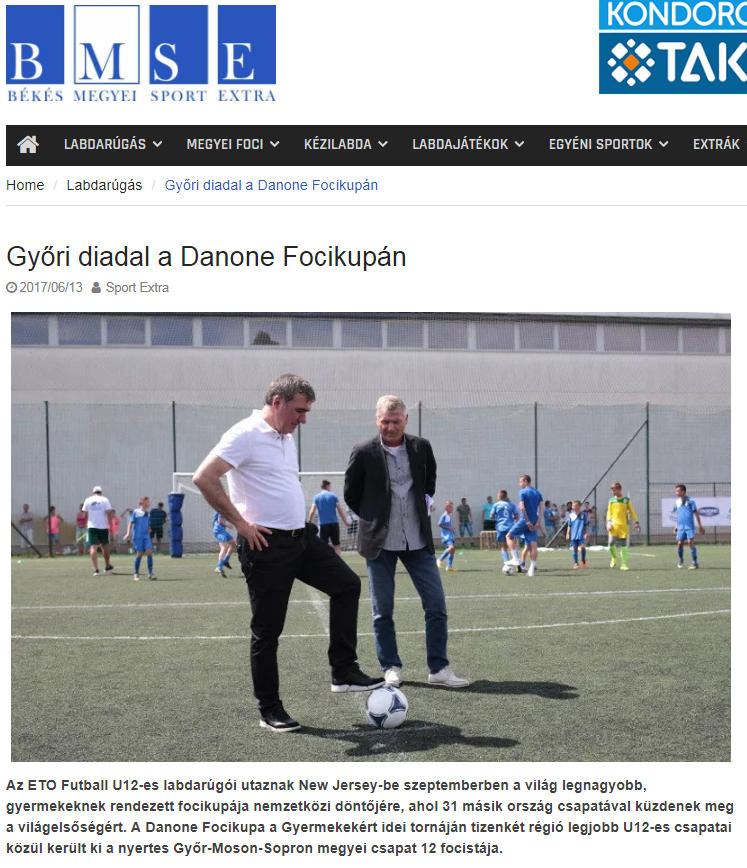 KONDORO
B M S E
TAK
BÉKÉS MEGYEI SPORT EXTRA
LABDARÚGÁS MEGYEI FOCI KÉZILABDA LABDAJÁTÉKOK EGYÉNI SPORTOK EXTRÁK
Home / Labdarúgás / Győri diadal a Danone Focikupán
Győri diadal a Danone Focikupán
2017/06/13 Sport Extra
Az ETO Futball U12-es labdarúgói utaznak New Jersey-be szeptemberben a világ legnagyobb,
gyermekeknek rendezett focikupája nemzetközi döntőjére, ahol 31 másik ország csapatával küzdenek meg
a világelsőségért. A Danone Focikupa a Gyermekekért idei tornáján tizenkét régió legjobb U12-es csapatai
közül került ki a nyertes Győr-Moson-Sopron megyei csapat 12 focistája.